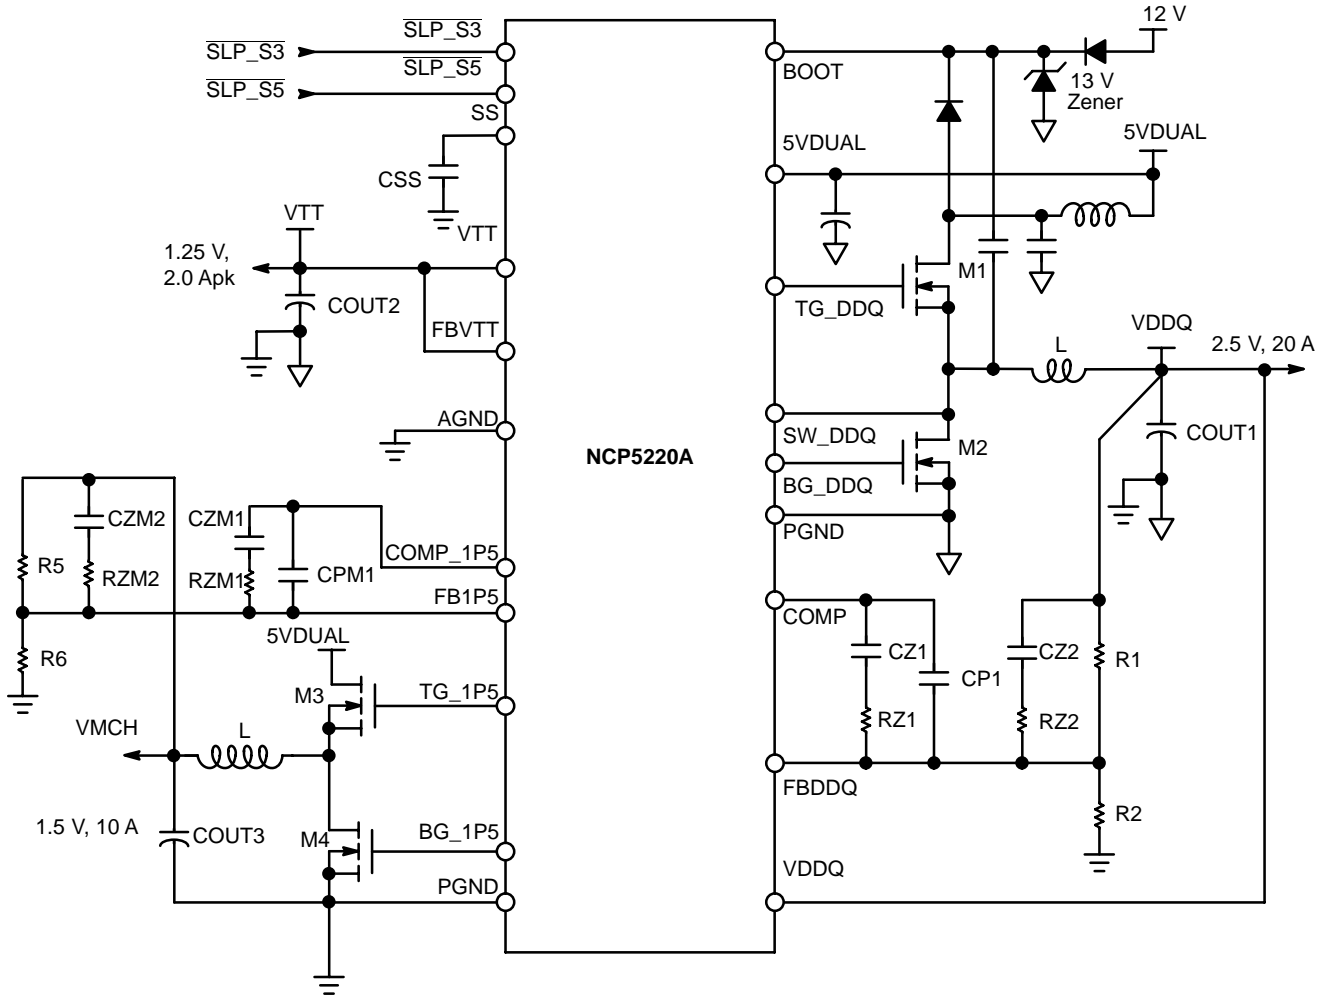 12 V
SLP_S3
SLP_S3
SLP_S5
SLP_S5
SS
CSS
VTT
VTT
1.25 V,
2.0 Apk
COUT2
FBVTT
AGND
CZM2
CZM1
COMP_1P5
R5
RZM2
RZM1
CPM1
FB1P5
5VDUAL
R6
M3
TG_1P5
VMCH
L
1.5 V, 10 A
COUT3
M4
BG_1P5
PGND
NCP5220A
BOOT
13 V
Zener
5VDUAL
5VDUAL
M1
TG_DDQ
VDDQ
L
2.5 V, 20 A
SW_DDQ
M2
COUT1
BG_DDQ
PGND
COMP
CZ1
CP1
CZ2
R1
RZ1
RZ2
FBDDQ
R2
VDDQ